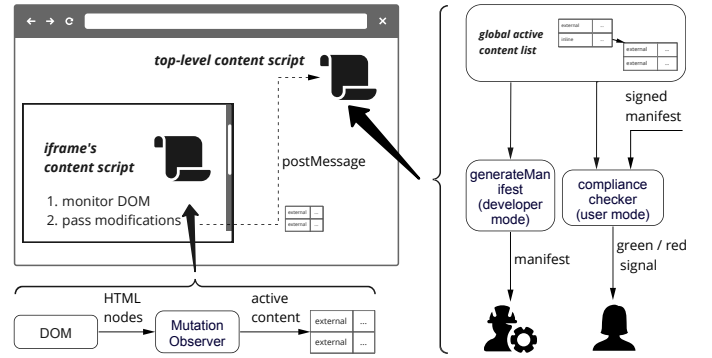 top-level content script
iframe's
content script
1. monitor DOM
2. pass modifications
postMessage
external ...
external ...
HTML
nodes
active
content
DOM
Mutation
Observer
external ...
external ...
global active
content list
external ...
inline ...
external ...
external ...
signed
manifest
generateMan
ifest
(developer
mode)
compliance
checker
(user mode)
manifest
green / red
signal